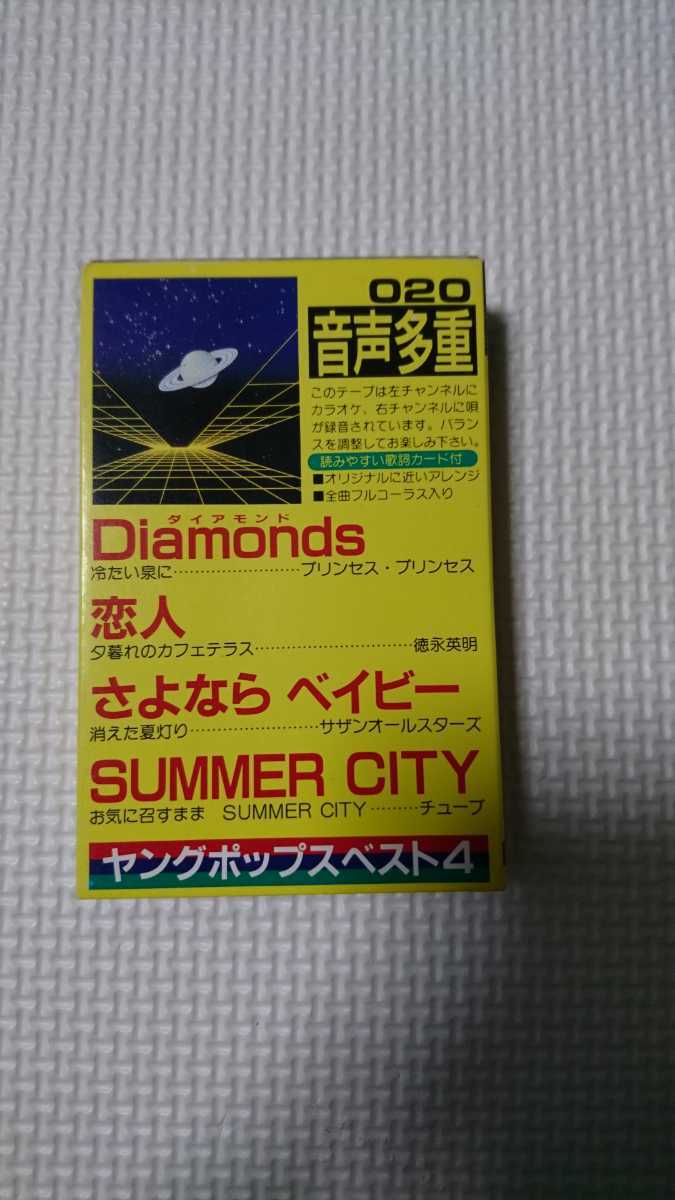 020
音声多重
このテープは左チャンネルに
カラオケ、右チャンネルに唄
が録音されています。バラン
スを調整してお楽しみ下さい。
読みやすい歌詞カード付
■オリジナルに近いアレンジ
■全曲フルコーラス入り
ダイアモンド
Diamonds
冷たい泉に……………………プリンセス・プリンセス
恋人
夕暮れのカフェテラス……………………………徳永英明
さよなら ベイビー
消えた夏灯り………………………サザンオールスターズ
SUMMER CITY
お気に召すまま SUMMER CITY………チューブ
ヤングポップスベスト4